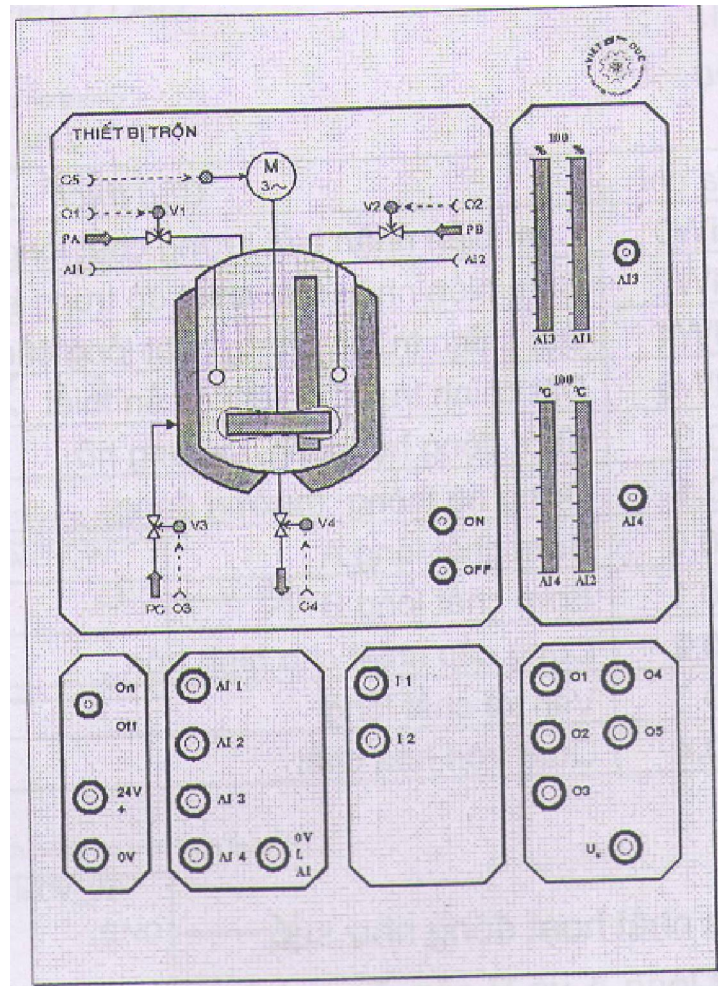 VIET ĐỨC
THIẾT BỊ TRỘN
M
3~
O5
O1
V1
V2
O2
PA
PB
AI1
AI2
V3
V4
PC
O3
O4
ON
OFF
100
%
%
AI3
AI1
AI3
100
°C
°C
AI4
AI2
AI4
On
Off
24V
+
0V
AI 1
AI 2
AI 3
AI 4
0V
L
AI
I 1
I 2
O1
O4
O2
O5
O3